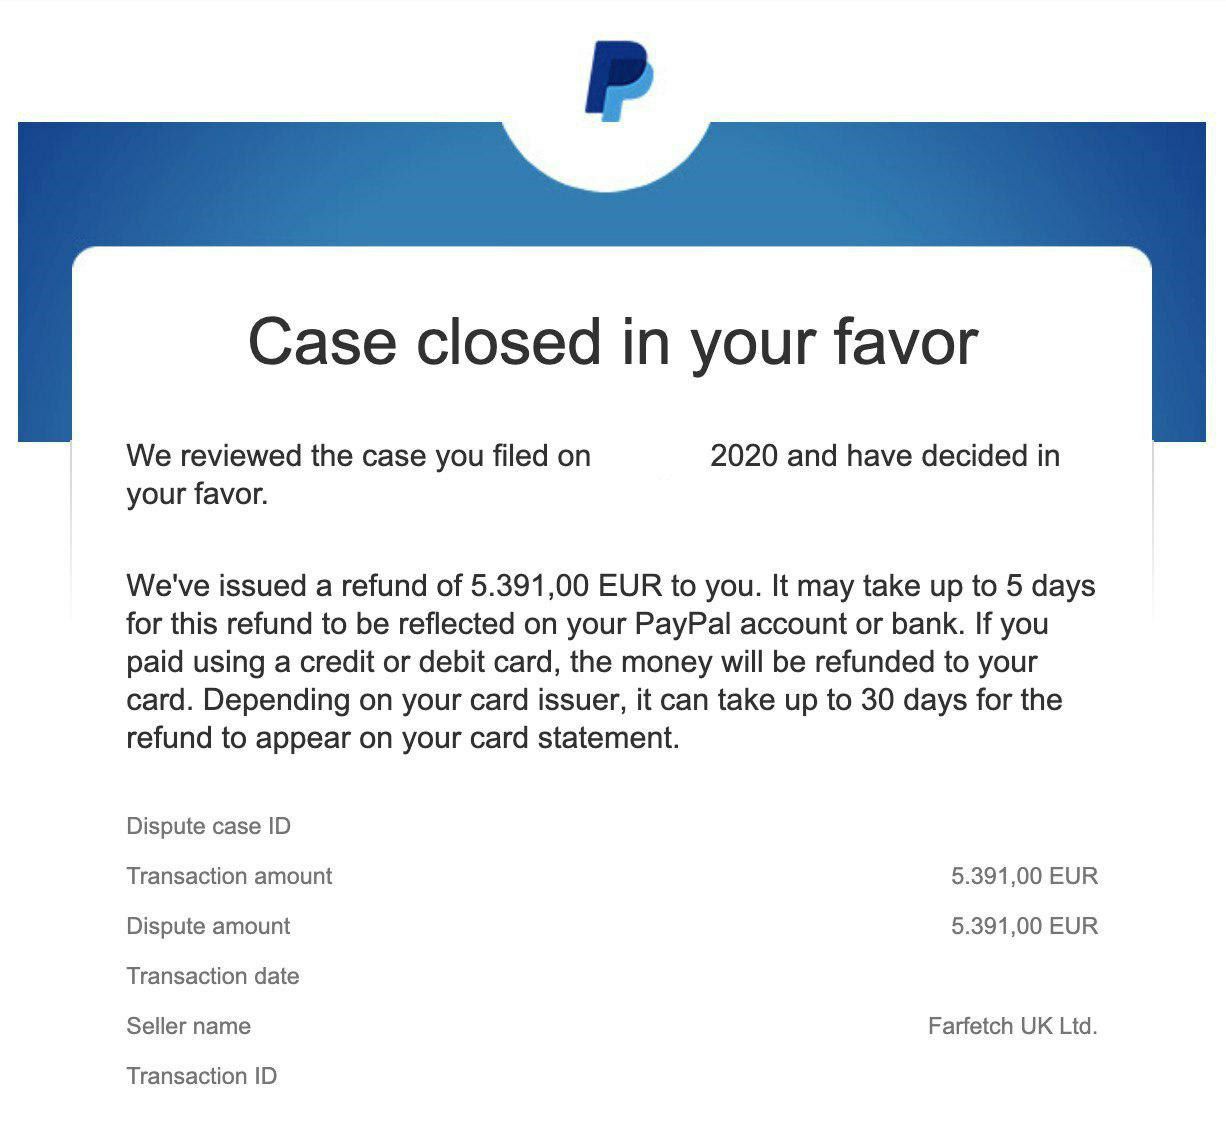 Case closed in your favor
We reviewed the case you filed on 2020 and have decided in
your favor.
We've issued a refund of 5.391,00 EUR to you. It may take up to 5 days
for this refund to be reflected on your PayPal account or bank. If you
paid using a credit or debit card, the money will be refunded to your
card. Depending on your card issuer, it can take up to 30 days for the
refund to appear on your card statement.
Dispute case ID
Transaction amount 5.391,00 EUR
Dispute amount 5.391,00 EUR
Transaction date
Seller name Farfetch UK Ltd.
Transaction ID